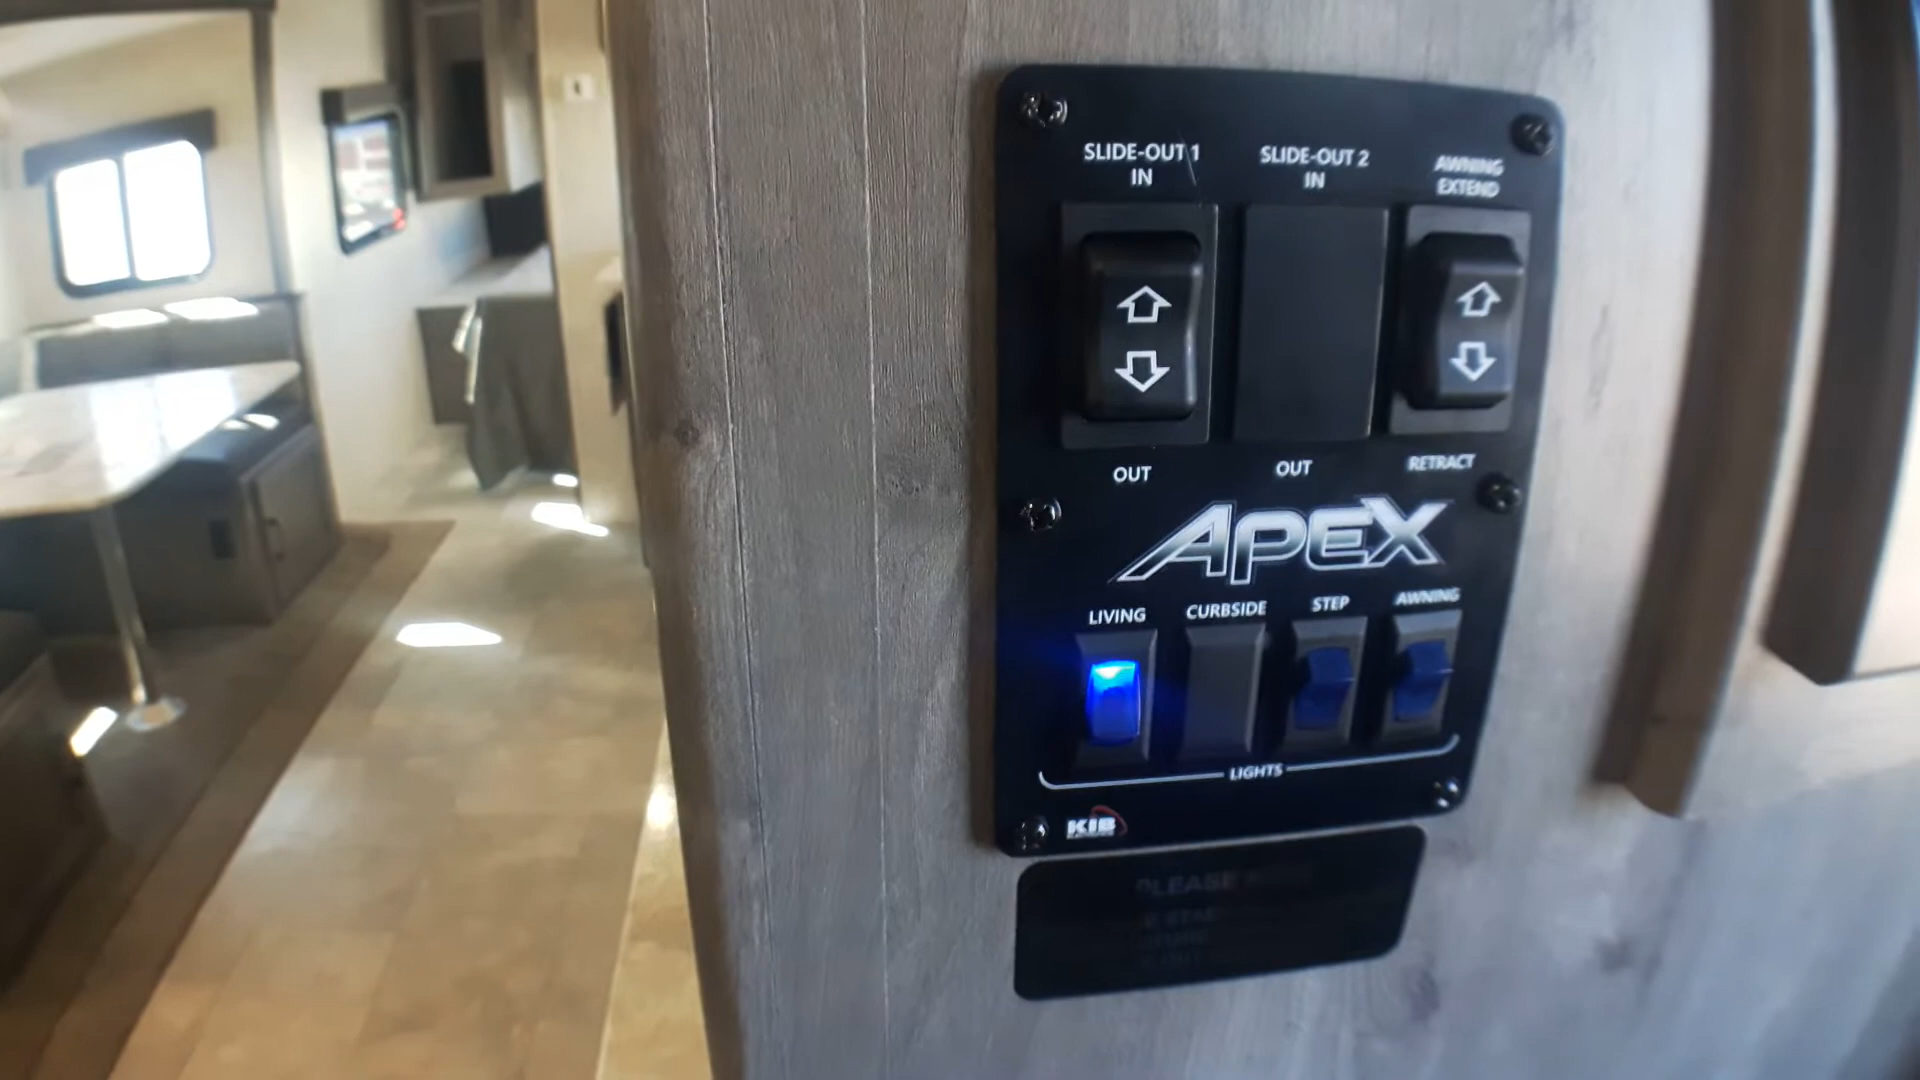 SLIDE-OUT 1
IN
SLIDE-OUT 2
IN
AWNING
EXTEND
OUT
OUT
RETRACT
APEX
LIVING
CURBSIDE
STEP
AWNING
LIGHTS
KIB
PLEASE